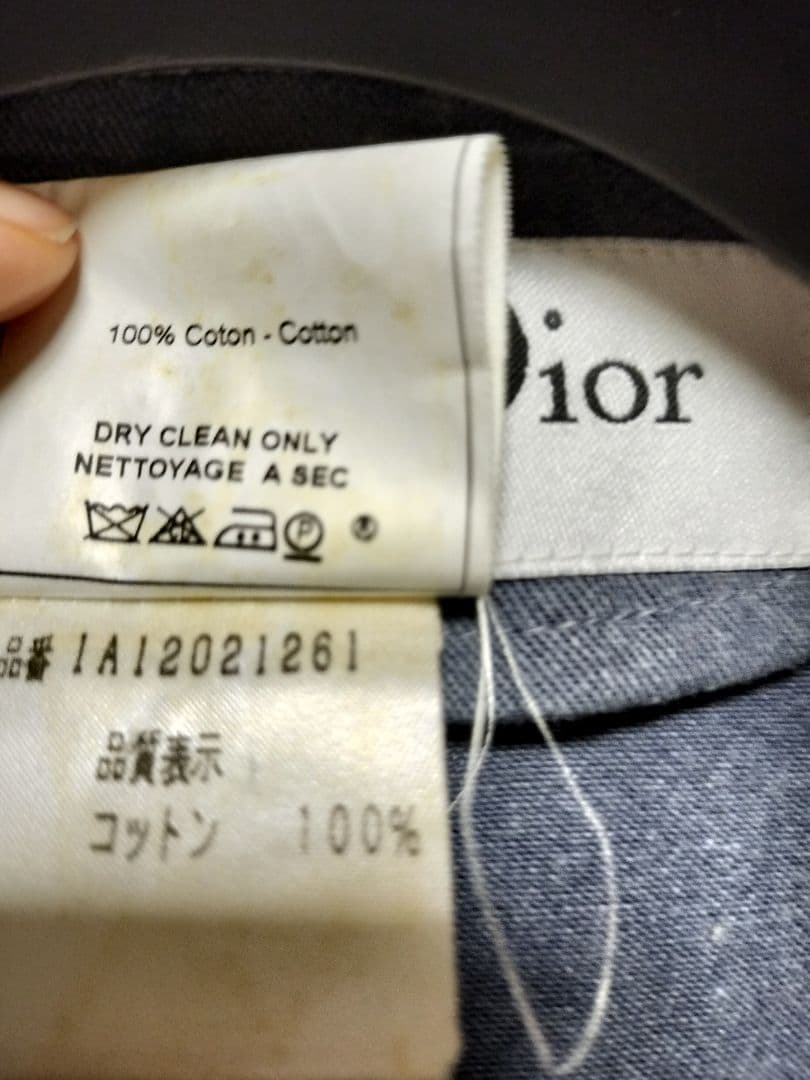 100% Coton - Cotton
Dior
DRY CLEAN ONLY
NETTOYAGE A SEC
P
品番 1A12021261
品質表示
コットン 100%